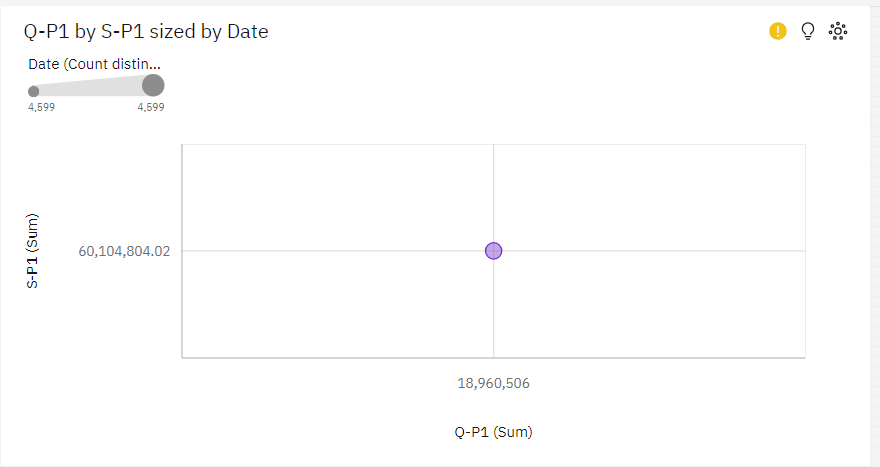 Q-P1 by S-P1 sized by Date
Date (Count distin...
4,599 4,599
S-P1 (Sum)
60,104,804.02
18,960,506
Q-P1 (Sum)